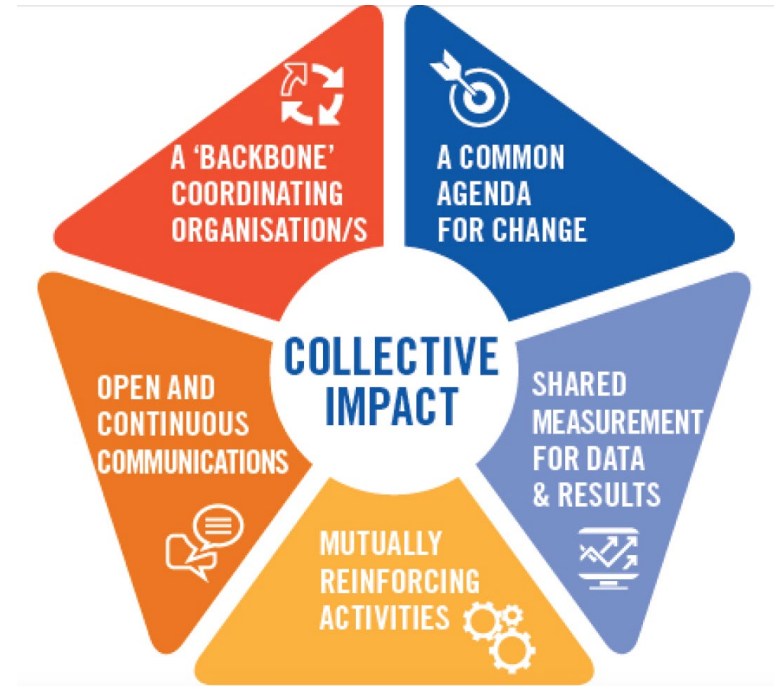 A ‘BACKBONE’
COORDINATING
ORGANISATION/S
A COMMON
AGENDA
FOR CHANGE
COLLECTIVE
IMPACT
SHARED
MEASUREMENT
FOR DATA
& RESULTS
MUTUALLY
REINFORCING
ACTIVITIES
OPEN AND
CONTINUOUS
COMMUNICATIONS